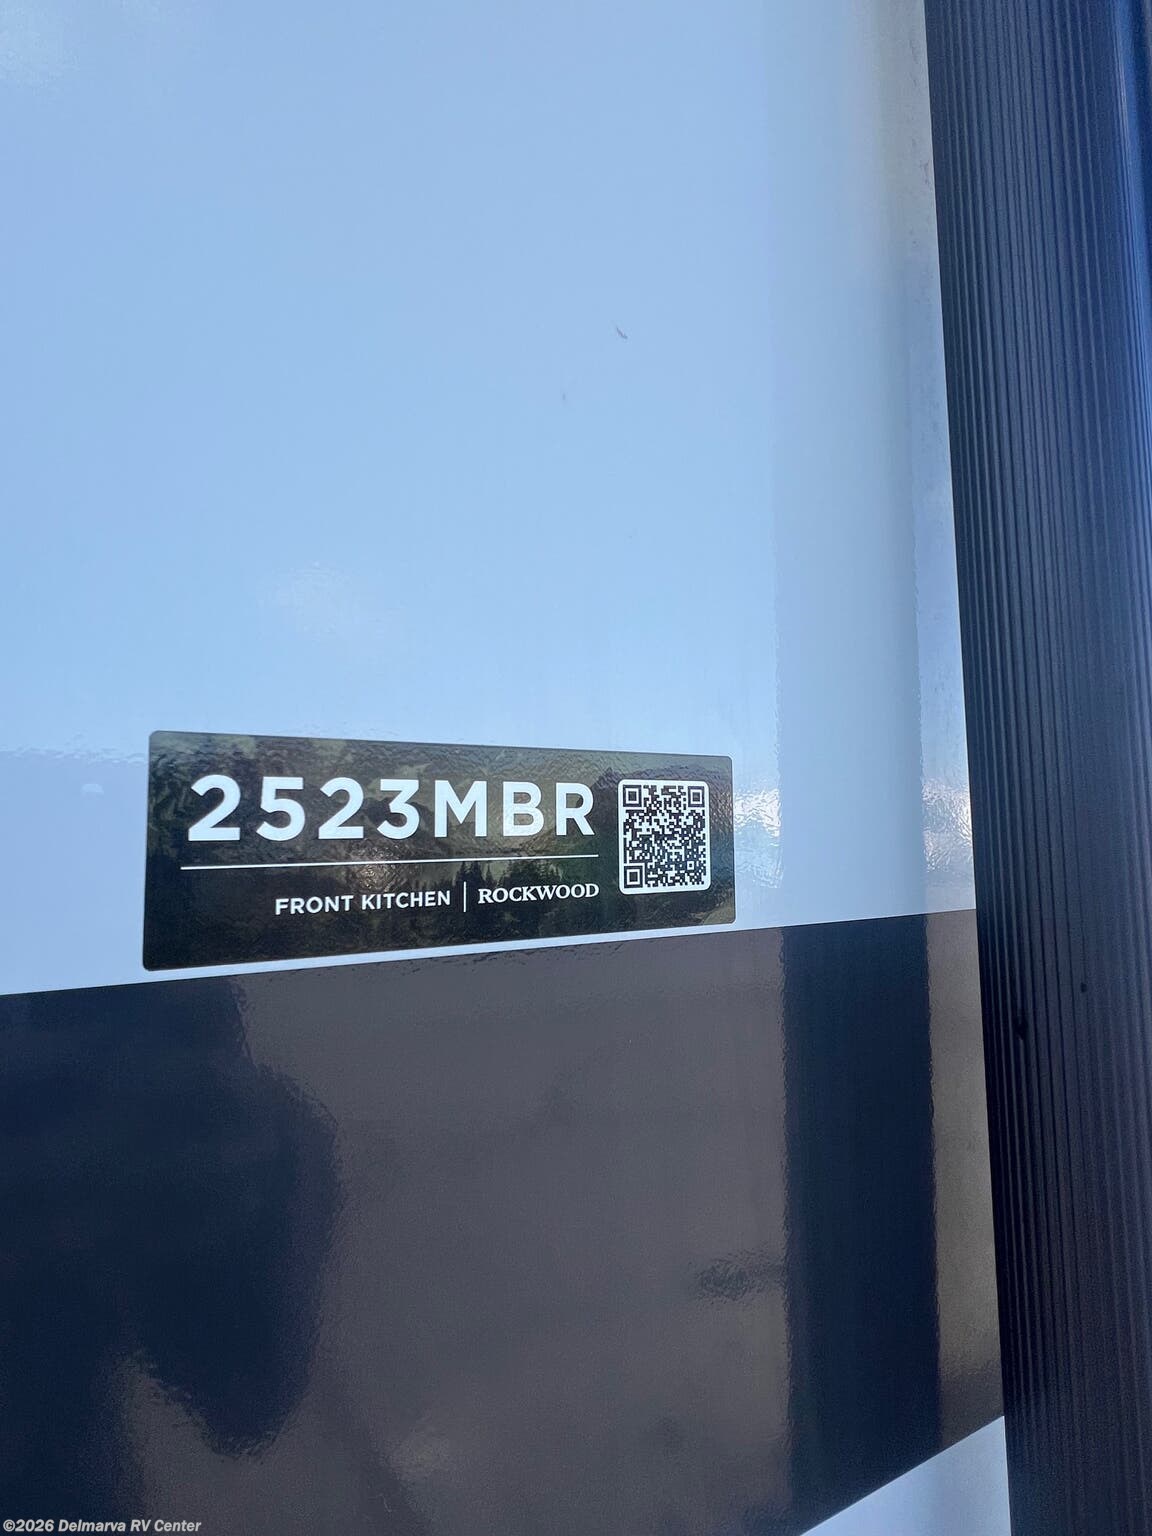 2523MBR
FRONT KITCHEN | ROCKWOOD
©2026 Delmarva RV Center